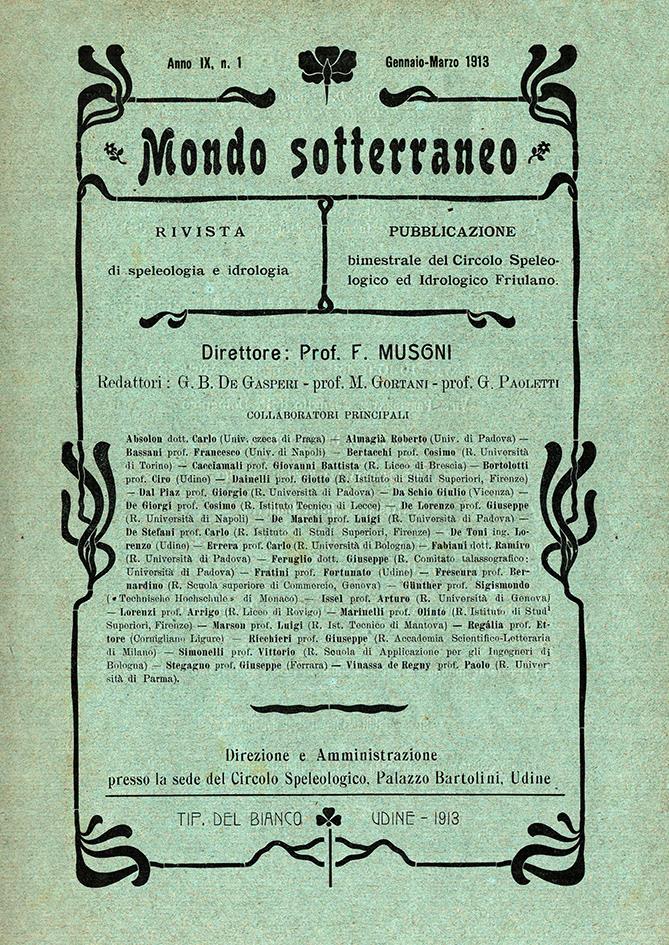 Anno IX, n. 1
Gennaio-Marzo 1913
Mondo sotterraneo
RIVISTA
di speleologia e idrologia
PUBBLICAZIONE
bimestrale del Circolo Speleo-
logico ed Idrologico Friulano.
Direttore: Prof. F. MUSONI
Redattori: G. B. DE GASPERI - prof. M. GORTANI - prof. G. PAOLETTI
COLLABORATORI PRINCIPALI
Absolon dott. Carlo (Univ. czeca di Praga) — Almagià Roberto (Univ. di Padova) —
Bassani prof. Francesco (Univ. di Napoli) — Bertacchi prof. Cosimo (R. Università
di Torino) — Cacciamali prof. Giovanni Battista (R. Liceo di Brescia) — Bortolotti
prof. Ciro (Udine) — Dainelli prof. Giotto (R. Istituto di Studi Superiori, Firenze)
— Dal Piaz prof. Giorgio (R. Università di Padova) — Da Schio Giulio (Vicenza) —
De Giorgi prof. Cosimo (R. Istituto Tecnico di Lecce) — De Lorenzo prof. Giuseppe
(R. Università di Napoli) — De Marchi prof. Luigi (R. Università di Padova) —
De Stefani prof. Carlo (R. Istituto di Studi Superiori, Firenze) — De Toni ing. Lo-
renzo (Udine) — Errera prof. Carlo (R. Università di Bologna) — Fabiani dott. Ramiro
(R. Università di Padova) — Feruglio dott. Giuseppe (R. Comitato talassografico:
Università di Padova) — Fratini prof. Fortunato (Udine) — Frescura prof. Ber-
nardino (R. Scuola superiore di Commercio, Genova) — Günther prof. Sigismondo
(«Technische Hochschule» di Monaco) — Issel prof. Arturo (R. Università di Genova)
— Lorenzi prof. Arrigo (R. Liceo di Rovigo) — Marinelli prof. Olinto (R. Istituto di Studi
Superiori, Firenze) — Marson prof. Luigi (R. Ist. Tecnico di Mantova) — Regàlia prof. Et-
tore (Cornigliano Ligure) — Ricchieri prof. Giuseppe (R. Accademia Scientifico-Letteraria
di Milano) — Simonelli prof. Vittorio (R. Scuola di Applicazione per gli Ingegneri di
Bologna) — Stegagno prof. Giuseppe (Ferrara) — Vinassa de Regny prof. Paolo (R. Univer
sità di Parma).
Direzione e Amministrazione
presso la sede del Circolo Speleologico, Palazzo Bartolini, Udine
TIP. DEL BIANCO UDINE - 1913